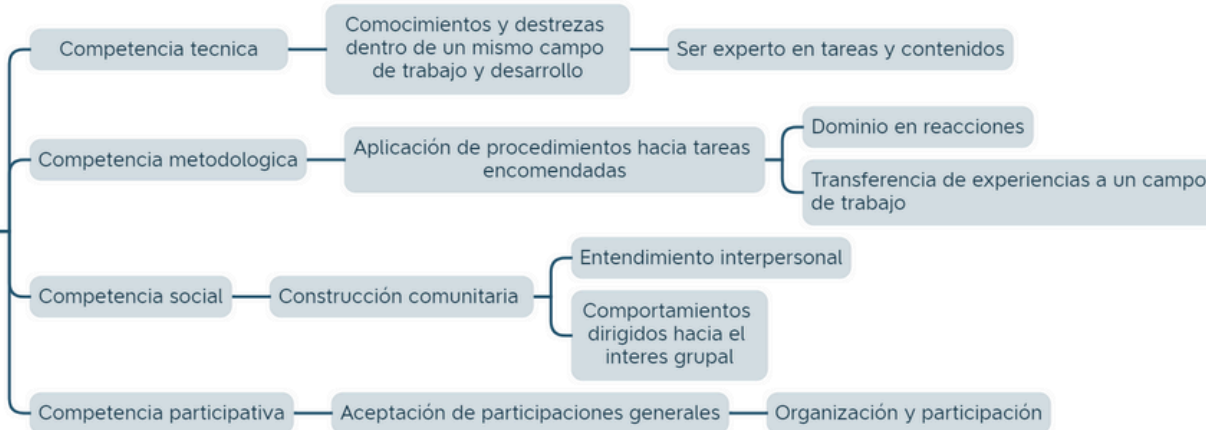 Competencia tecnica
Comocimientos y destrezas
dentro de un mismo campo
de trabajo y desarrollo
Ser experto en tareas y contenidos
Competencia metodologica
Aplicación de procedimientos hacia tareas
encomendadas
Dominio en reacciones
Transferencia de experiencias a un campo
de trabajo
Competencia social
Construcción comunitaria
Entendimiento interpersonal
Comportamientos
dirigidos hacia el
interes grupal
Competencia participativa
Aceptación de participaciones generales
Organización y participación